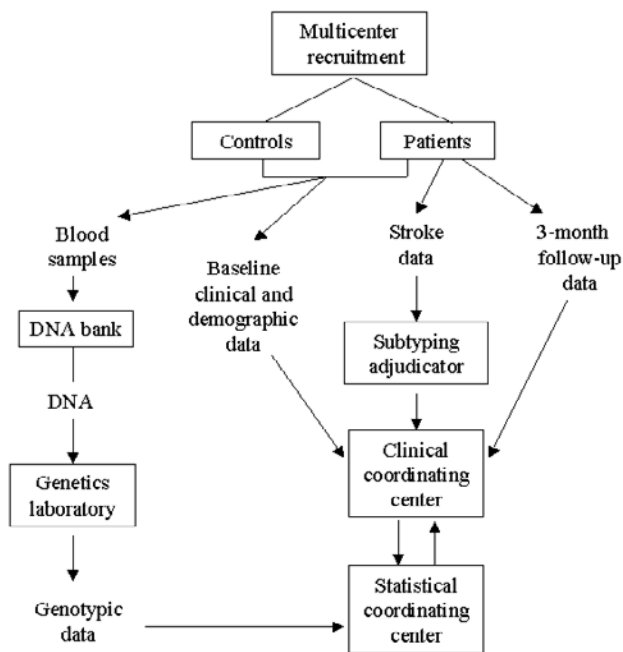 Multicenter
recruitment
Controls
Patients
Blood
samples
Baseline
clinical and
demographic
data
Stroke
data
3-month
follow-up
data
DNA bank
Subtyping
adjudicator
DNA
Clinical
coordinating
center
Genetics
laboratory
Genotypic
data
Statistical
coordinating
center